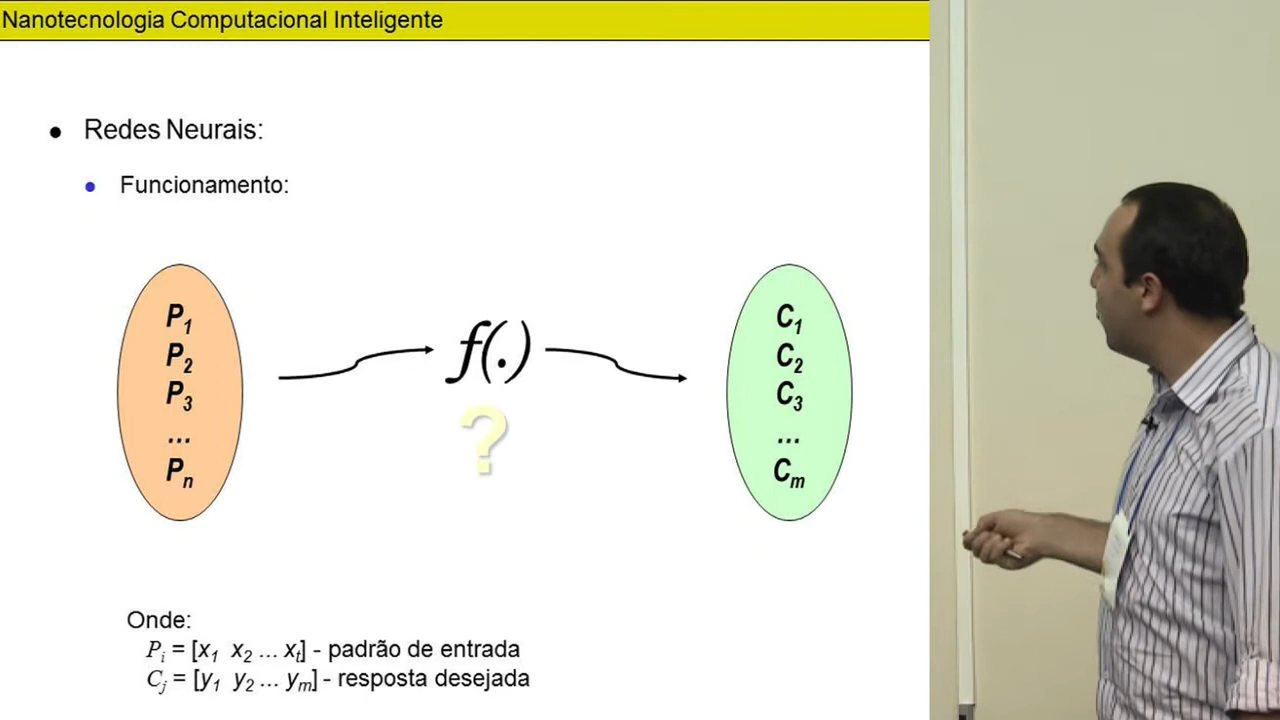 Nanotecnologia Computacional Inteligente
● Redes Neurais:
● Funcionamento:
P1
P2
P3
...
Pn
f(.)
?
C1
C2
C3
...
Cm
Onde:
Pi = [x1 x2 ... xt] - padrão de entrada
Cj = [y1 y2 ... ym] - resposta desejada